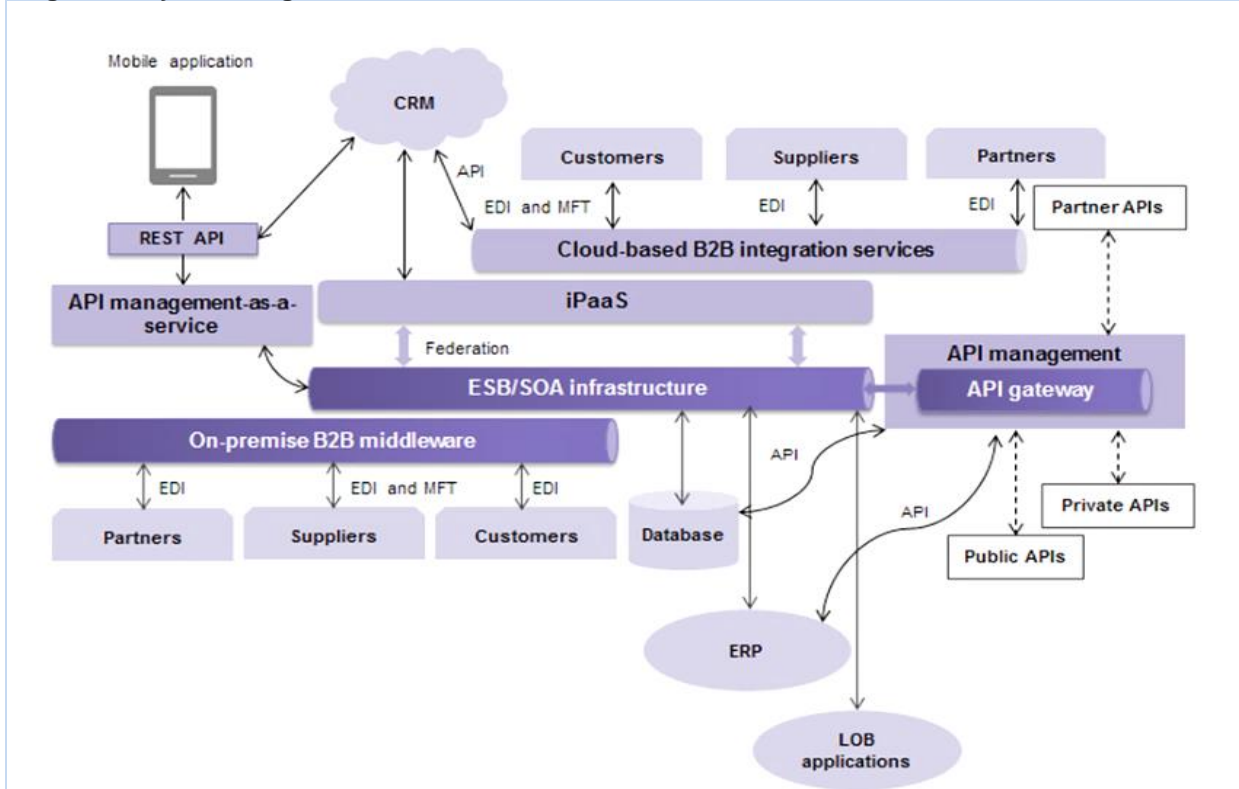 Mobile application
CRM
Customers
Suppliers
Partners
API
EDI and MFT
EDI
EDI
Partner APIs
REST API
Cloud-based B2B integration services
API management-as-a-
service
iPaaS
Federation
API management
ESB/SOA infrastructure
API gateway
On-premise B2B middleware
API
EDI
EDI and MFT
EDI
Partners
Suppliers
Customers
Database
API
Private APIs
Public APIs
ERP
LOB
applications